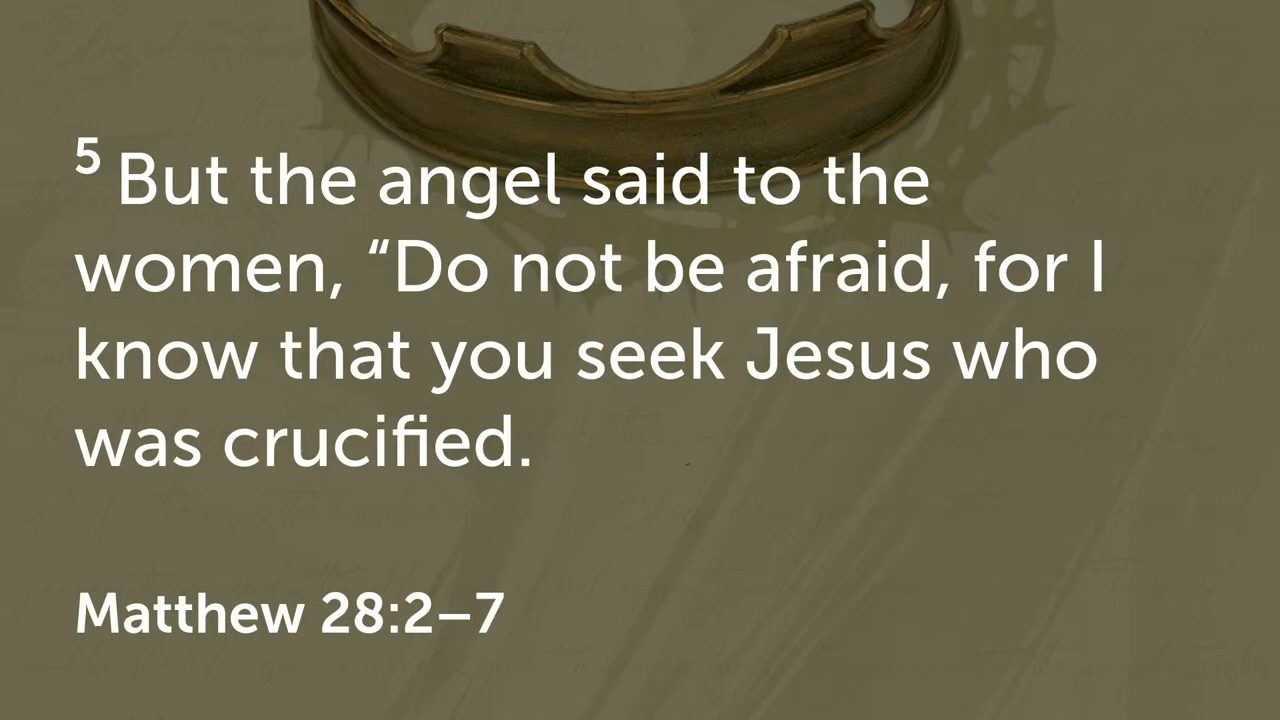 5 But the angel said to the
women, “Do not be afraid, for I
know that you seek Jesus who
was crucified.
Matthew 28:2–7